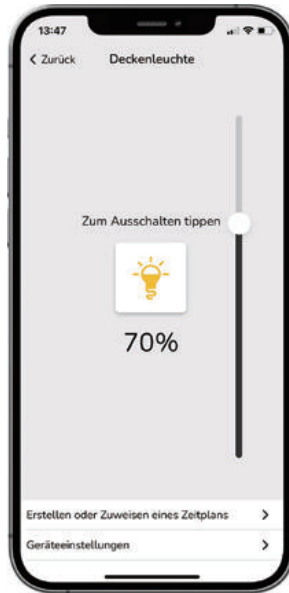 13:47
Zurück Deckenleuchte
Zum Ausschalten tippen
70%
Erstellen oder Zuweisen eines Zeitplans
Geräteeinstellungen